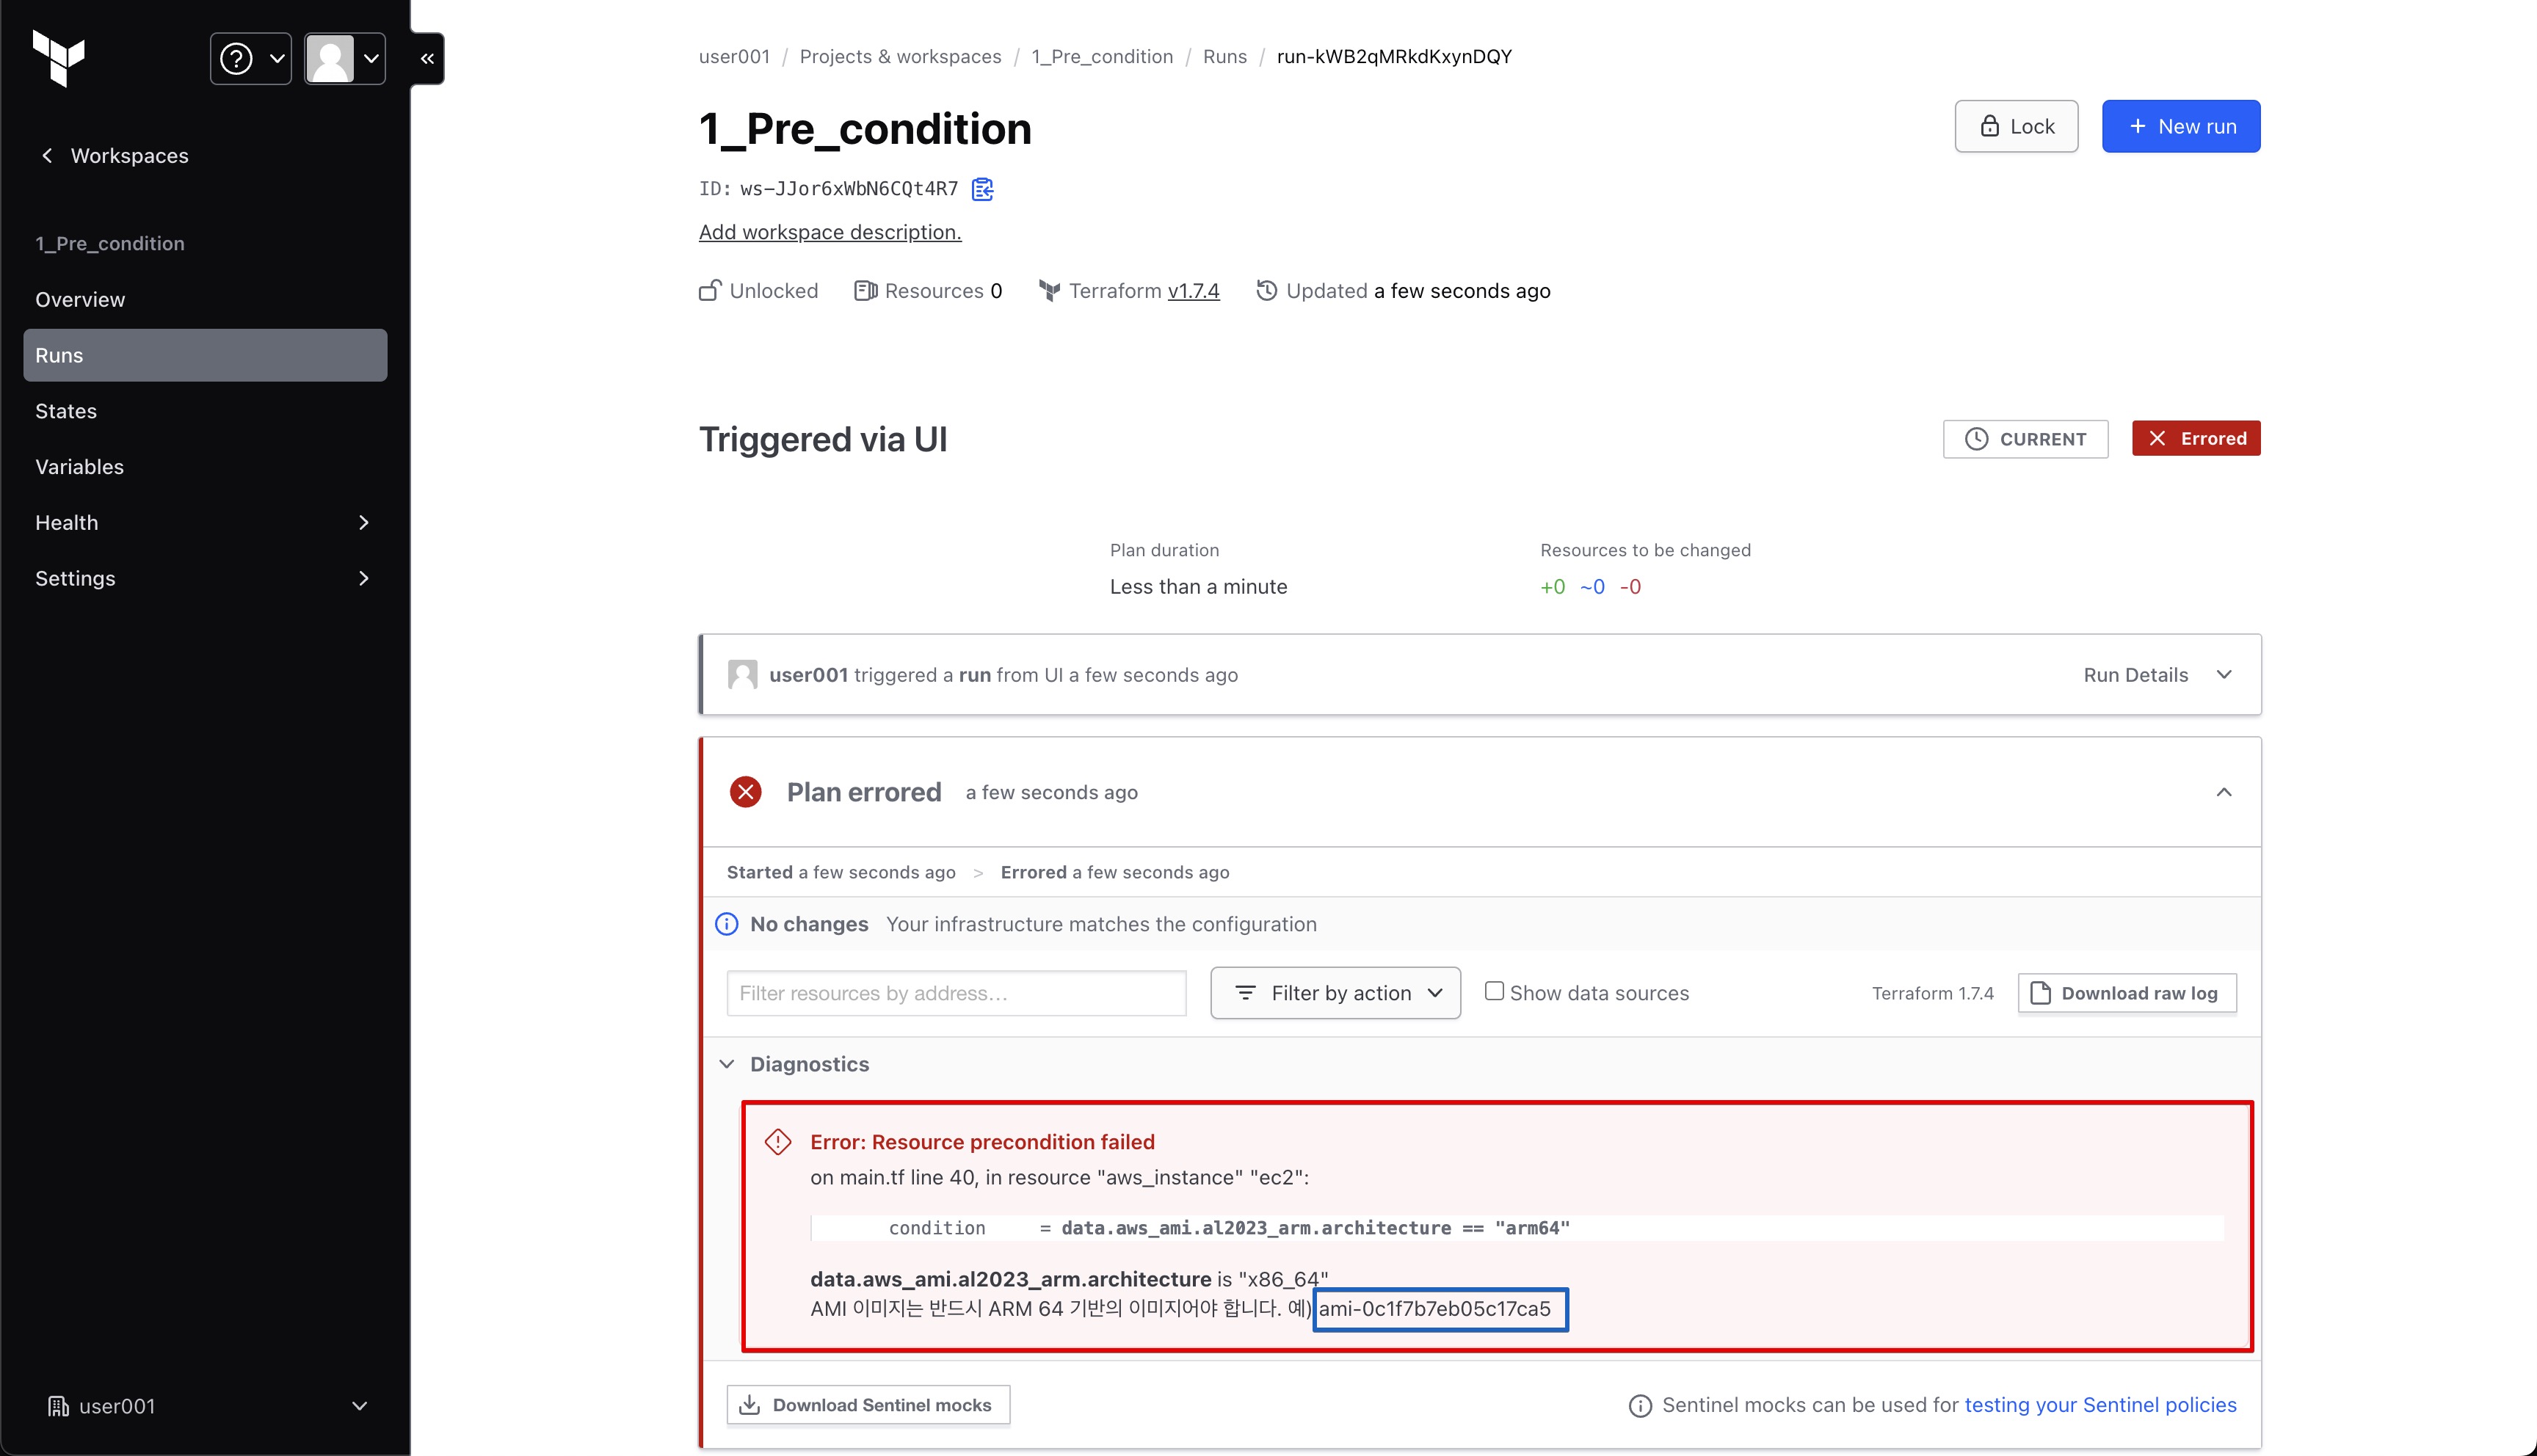 Workspaces
1_Pre_condition
Overview
Runs
States
Variables
Health
Settings
user001
user001 / Projects & workspaces / 1_Pre_condition / Runs / run-kWB2qMRkdKxynDQY
1_Pre_condition
Lock
+ New run
ID: ws-JJor6xWbN6CQt4R7
Add workspace description.
Unlocked Resources 0 Terraform v1.7.4 Updated a few seconds ago
Triggered via UI
CURRENT
Errored
Plan duration
Less than a minute
Resources to be changed
+0 ~0 -0
user001 triggered a run from UI a few seconds ago
Run Details
Plan errored a few seconds ago
Started a few seconds ago > Errored a few seconds ago
No changes Your infrastructure matches the configuration
Filter resources by address...
Filter by action
Show data sources
Terraform 1.7.4
Download raw log
Diagnostics
Error: Resource precondition failed
on main.tf line 40, in resource "aws_instance" "ec2":
condition = data.aws_ami.al2023_arm.architecture == "arm64"
data.aws_ami.al2023_arm.architecture is "x86_64"
AMI 이미지는 반드시 ARM 64 기반의 이미지어야 합니다. 예) ami-0c1f7b7eb05c17ca5
Download Sentinel mocks
Sentinel mocks can be used for testing your Sentinel policies